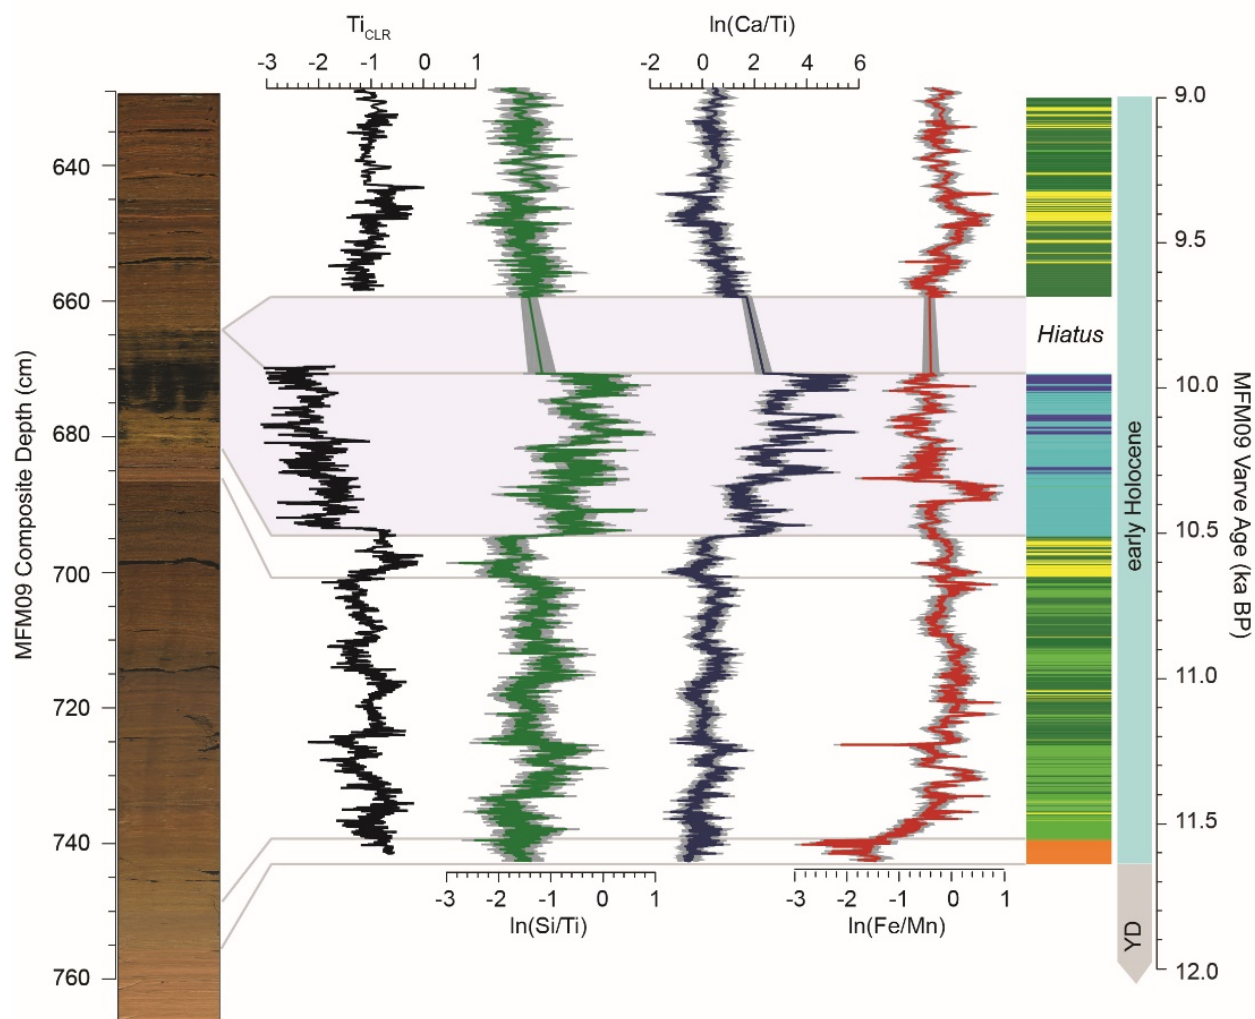 Ti CLR
ln(Ca/Ti)
-3 -2 -1 0 1
-2 0 2 4 6
MFM09 Composite Depth (cm)
640
660
680
700
720
740
760
Hiatus
early Holocene
YD
9.0
9.5
10.0
10.5
11.0
11.5
12.0
MFM09 Varve Age (ka BP)
-3 -2 -1 0 1
ln(Si/Ti)
-3 -2 -1 0 1
ln(Fe/Mn)